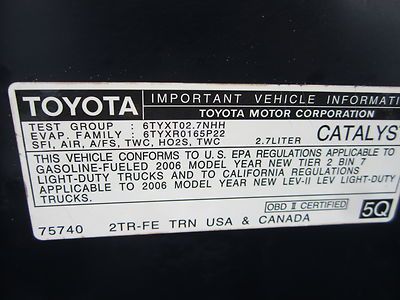 TOYOTA IMPORTANT VEHICLE INFORMATI
TOYOTA MOTOR CORPORATION
TEST GROUP : 6TYXT02.7NHH
EVAP. FAMILY : 6TYXR0165P22
SFI, AIR, A/FS, TWC, HO2S, TWC 2.7LITER CATALYS
THIS VEHICLE CONFORMS TO U.S. EPA REGULATIONS APPLICABLE TO
GASOLINE-FUELED 2006 MODEL YEAR NEW TIER 2 BIN 7
LIGHT-DUTY TRUCKS AND TO CALIFORNIA REGULATIONS
APPLICABLE TO 2006 MODEL YEAR NEW LEV-II LEV LIGHT-DUTY
TRUCKS.
OBD II CERTIFIED
75740 2TR-FE TRN USA & CANADA 5Q